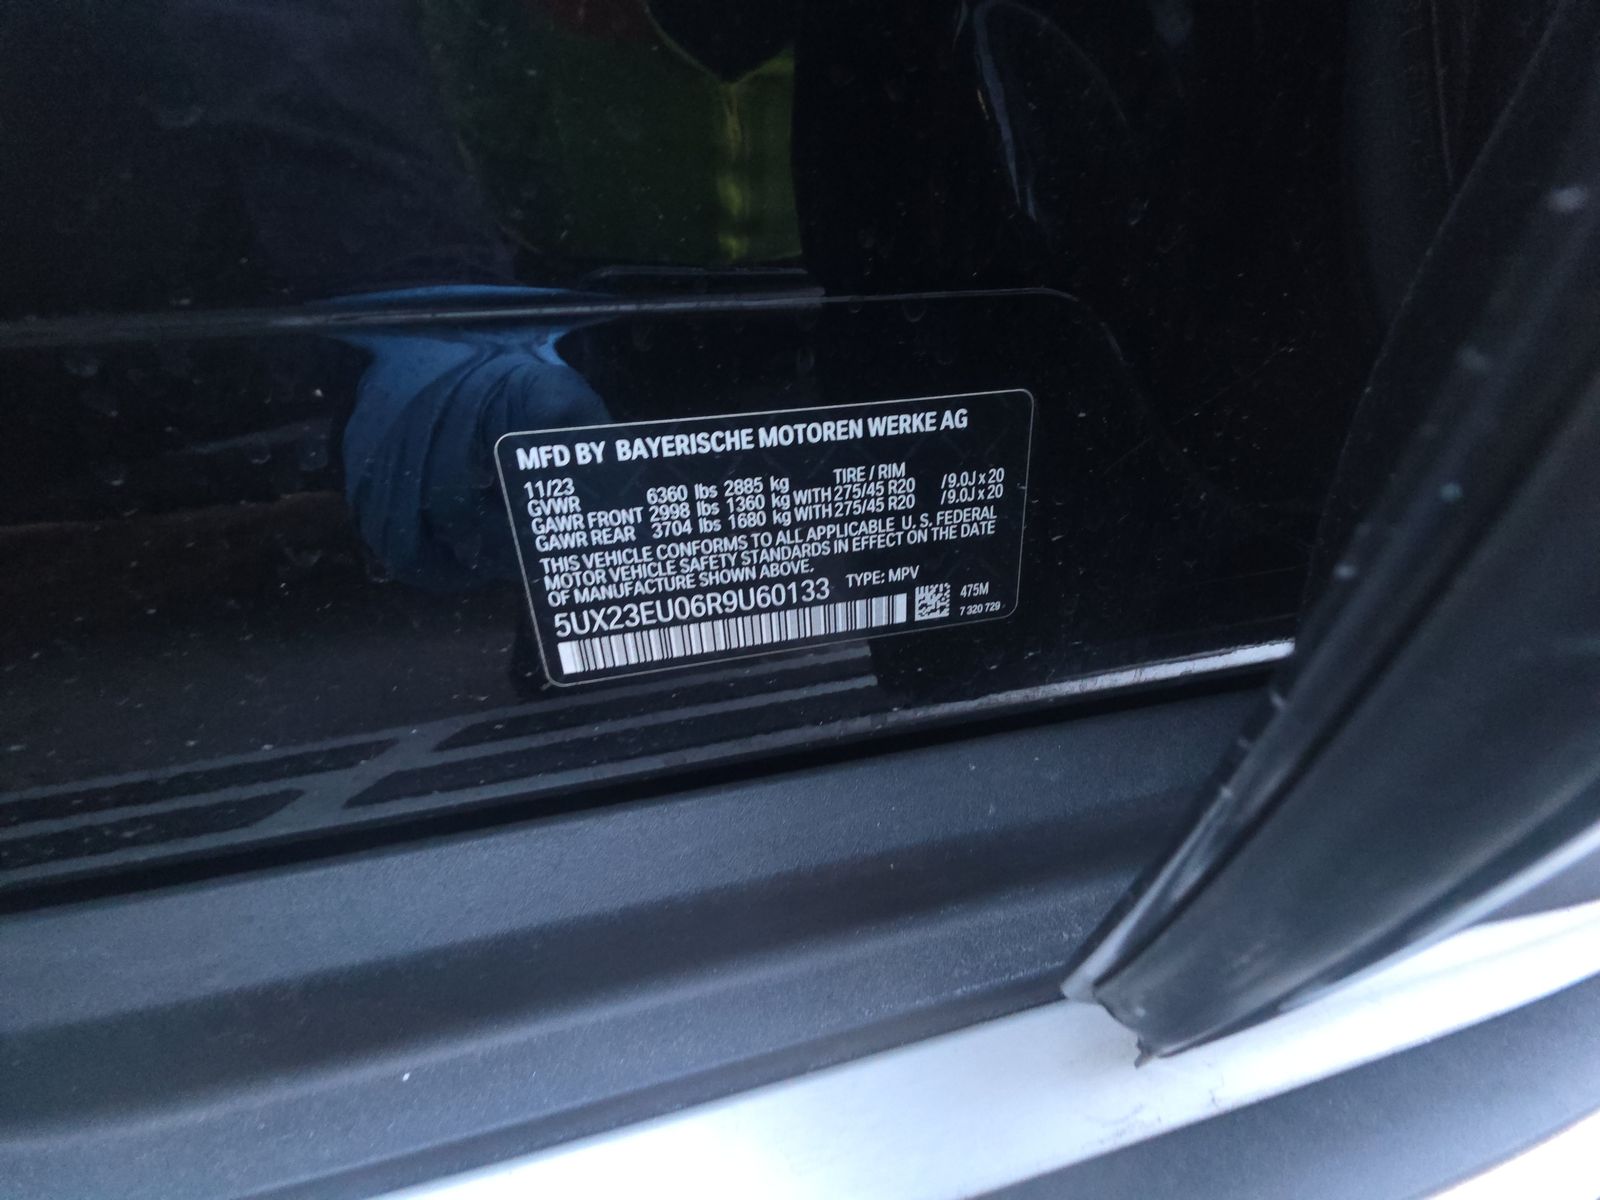 MFD BY BAYERISCHE MOTOREN WERKE AG
11/23 TIRE / RIM
GVWR 6360 lbs 2885 kg
GAWR FRONT 2998 lbs 1360 kg WITH 275/45 R20 /9.0J x 20
GAWR REAR 3704 lbs 1680 kg WITH 275/45 R20 /9.0J x 20
THIS VEHICLE CONFORMS TO ALL APPLICABLE U. S. FEDERAL
MOTOR VEHICLE SAFETY STANDARDS IN EFFECT ON THE DATE
OF MANUFACTURE SHOWN ABOVE.
5UX23EU06R9U60133 TYPE: MPV
475M
7 320 729